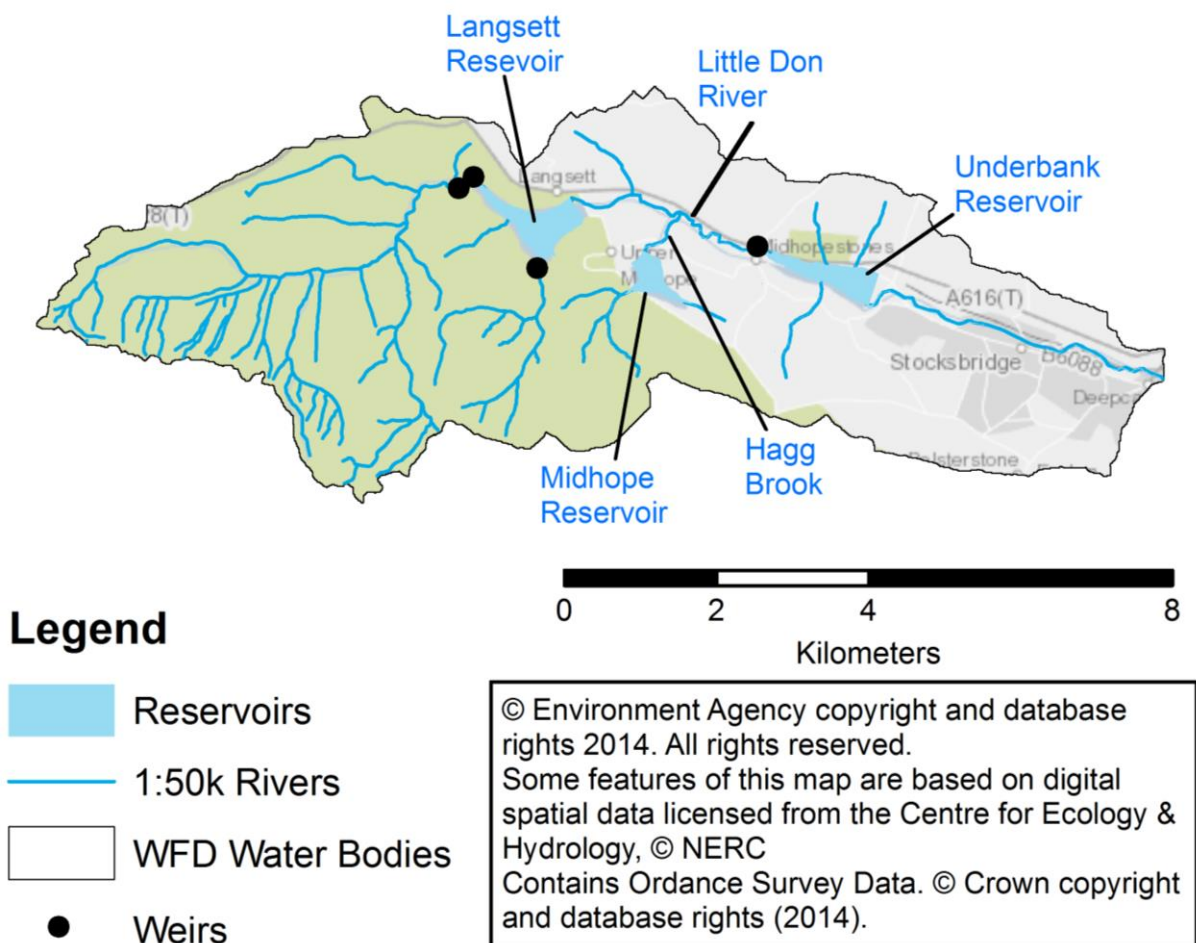 Langsett
Resevoir
Little Don
River
Underbank
Reservoir
Langsett
8(T)
Midhopestones
A616(T)
Stocksbridge
B6088
Hagg
Brook
Midhope
Reservoir
0 2 4 8
Kilometers
Legend
Reservoirs
1:50k Rivers
WFD Water Bodies
Weirs
© Environment Agency copyright and database
rights 2014. All rights reserved.
Some features of this map are based on digital
spatial data licensed from the Centre for Ecology &
Hydrology, © NERC
Contains Ordance Survey Data. © Crown copyright
and database rights (2014).